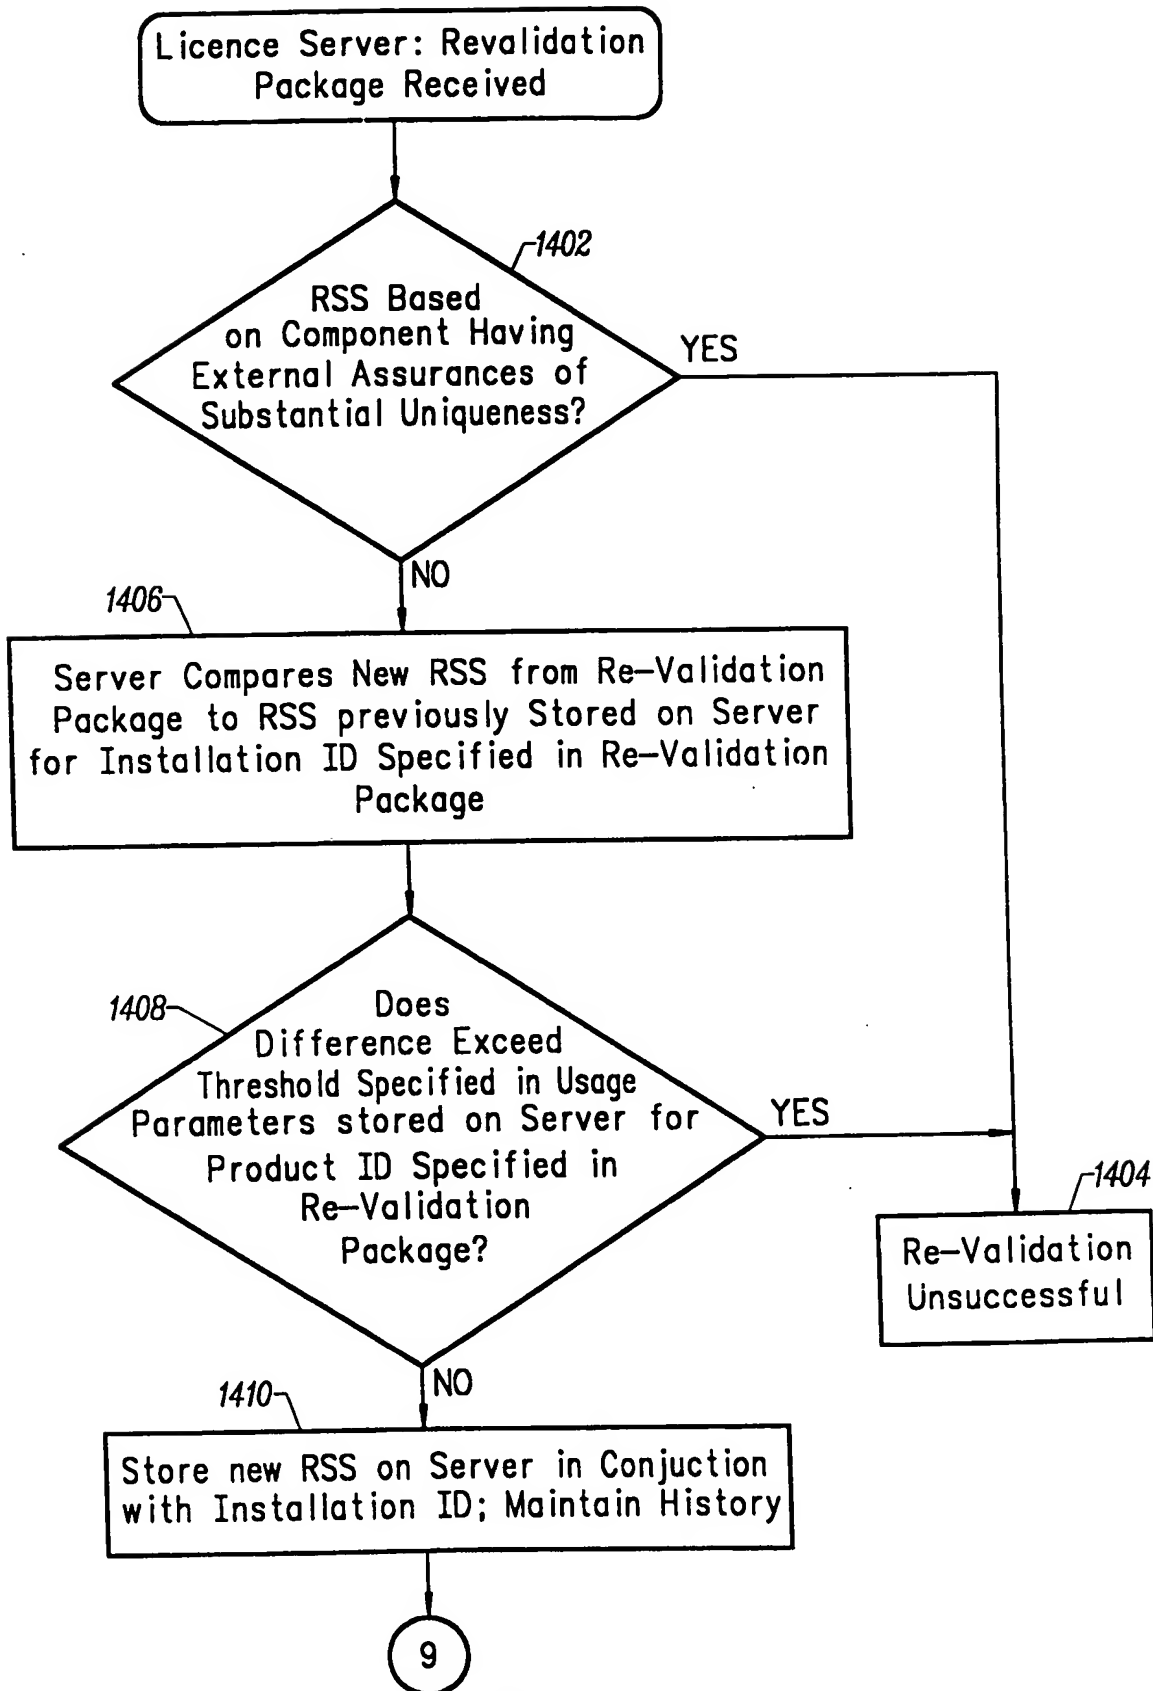 Licence Server: Revalidation
Package Received
1402
RSS Based
on Component Having
External Assurances of
Substantial Uniqueness?
YES
NO
1406
Server Compares New RSS from Re-Validation
Package to RSS previously Stored on Server
for Installation ID Specified in Re-Validation
Package
1408
Does
Difference Exceed
Threshold Specified in Usage
Parameters stored on Server for
Product ID Specified in
Re-Validation
Package?
YES
1404
Re-Validation
Unsuccessful
NO
1410
Store new RSS on Server in Conjuction
with Installation ID; Maintain History
9